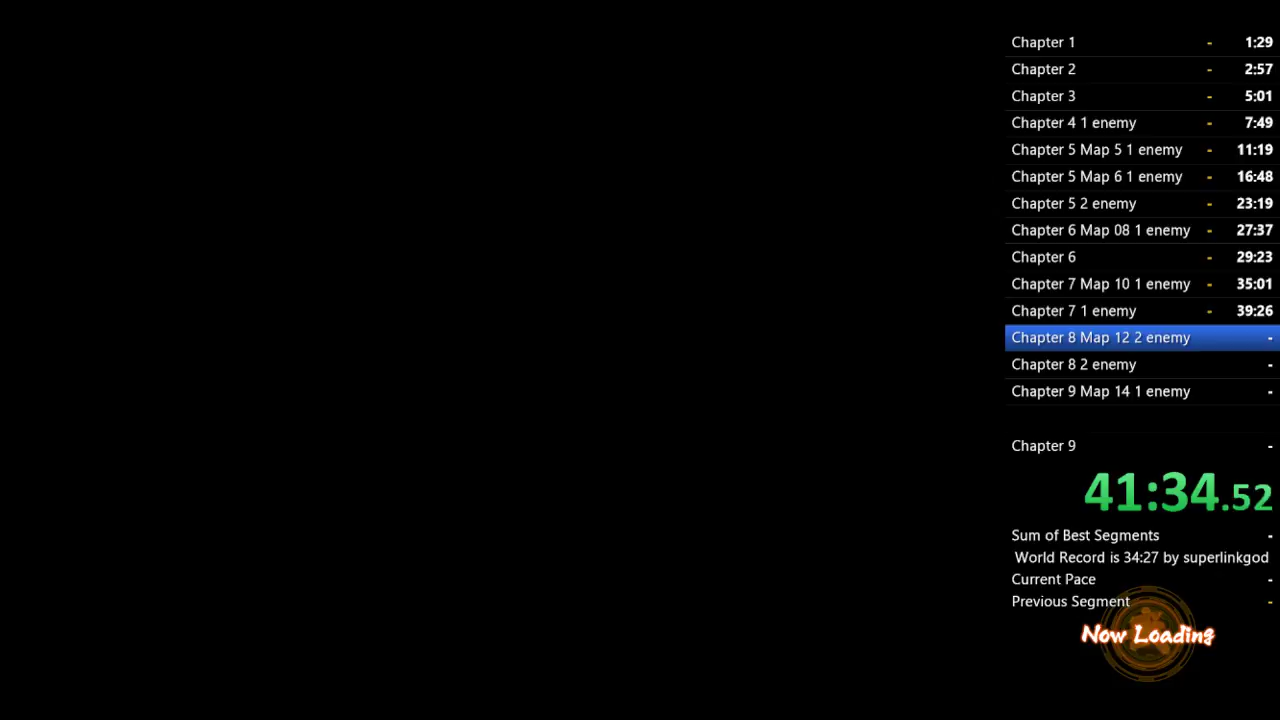 Chapter 1 - 1:29
Chapter 2 - 2:57
Chapter 3 - 5:01
Chapter 4 1 enemy - 7:49
Chapter 5 Map 5 1 enemy - 11:19
Chapter 5 Map 6 1 enemy - 16:48
Chapter 5 2 enemy - 23:19
Chapter 6 Map 08 1 enemy - 27:37
Chapter 6 - 29:23
Chapter 7 Map 10 1 enemy - 35:01
Chapter 7 1 enemy - 39:26
Chapter 8 Map 12 2 enemy -
Chapter 8 2 enemy -
Chapter 9 Map 14 1 enemy -
Chapter 9 -
41:34.52
Sum of Best Segments -
World Record is 34:27 by superlinkgod
Current Pace -
Previous Segment -
Now Loading